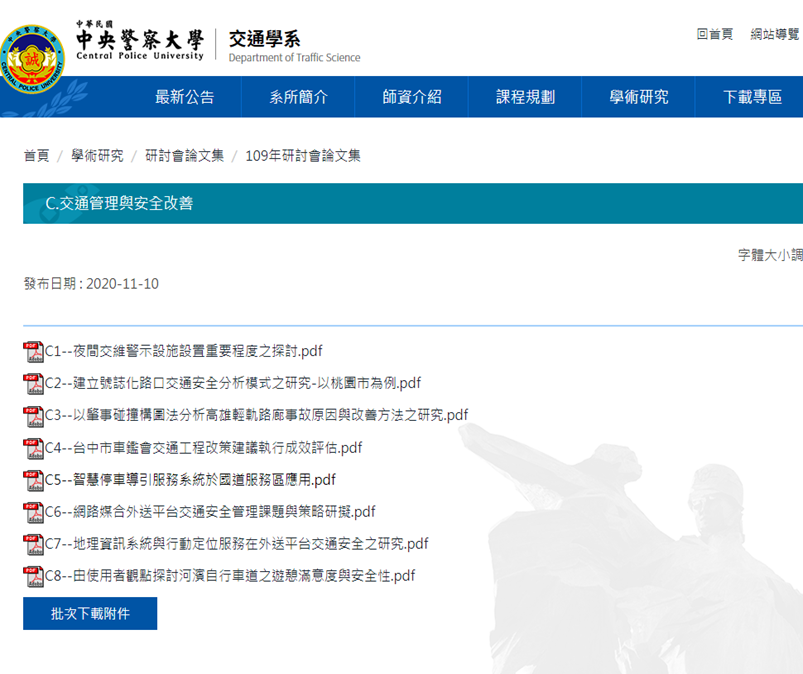 中華民國
中央警察大學
Central Police University
交通學系
Department of Traffic Science
回首頁 網站導覽
誠
CENTRAL POLICE UNIVERSITY
最新公告 系所簡介 師資介紹 課程規劃 學術研究 下載專區
首頁 / 學術研究 / 研討會論文集 / 109年研討會論文集
C.交通管理與安全改善
字體大小調
發布日期 : 2020-11-10
C1--夜間交維警示設施設置重要程度之探討.pdf
C2--建立號誌化路口交通安全分析模式之研究-以桃園市為例.pdf
C3--以肇事碰撞構圖法分析高雄輕軌路廊事故原因與改善方法之研究.pdf
C4--台中市車鑑會交通工程改策建議執行成效評估.pdf
C5--智慧停車導引服務系統於國道服務區應用.pdf
C6--網路媒合外送平台交通安全管理課題與策略研擬.pdf
C7--地理資訊系統與行動定位服務在外送平台交通安全之研究.pdf
C8--由使用者觀點探討河濱自行車道之遊憩滿意度與安全性.pdf
批次下載附件